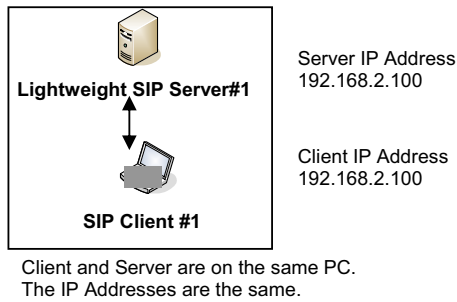 Lightweight SIP Server#1
Server IP Address
192.168.2.100
Client IP Address
192.168.2.100
SIP Client #1
Client and Server are on the same PC.
The IP Addresses are the same.